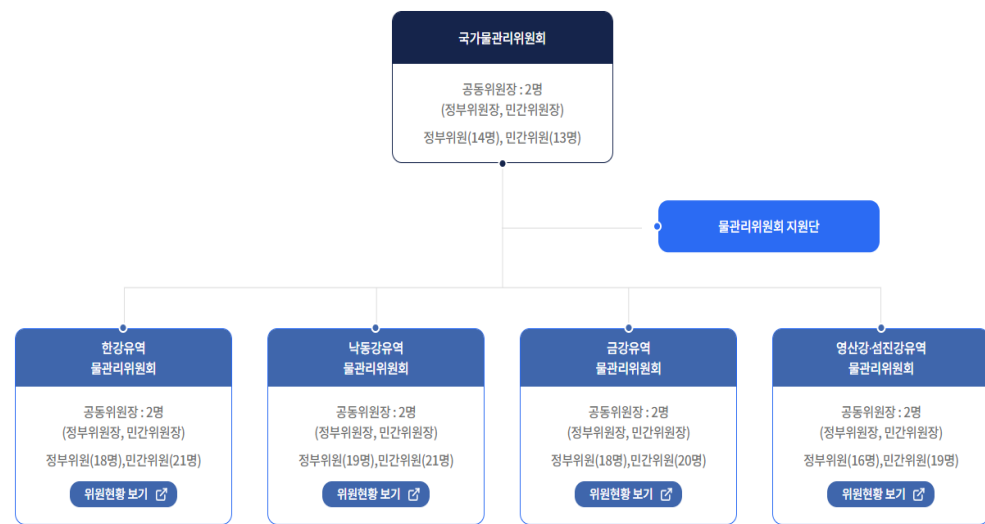 국가물관리위원회
공동위원장 : 2명
(정부위원장, 민간위원장)
정부위원(14명), 민간위원(13명)
물관리위원회 지원단
한강유역
물관리위원회
공동위원장 : 2명
(정부위원장, 민간위원장)
정부위원(18명),민간위원(21명)
위원현황 보기
낙동강유역
물관리위원회
공동위원장 : 2명
(정부위원장, 민간위원장)
정부위원(19명),민간위원(21명)
위원현황 보기
금강유역
물관리위원회
공동위원장 : 2명
(정부위원장, 민간위원장)
정부위원(18명),민간위원(20명)
위원현황 보기
영산강·섬진강유역
물관리위원회
공동위원장 : 2명
(정부위원장, 민간위원장)
정부위원(16명),민간위원(19명)
위원현황 보기